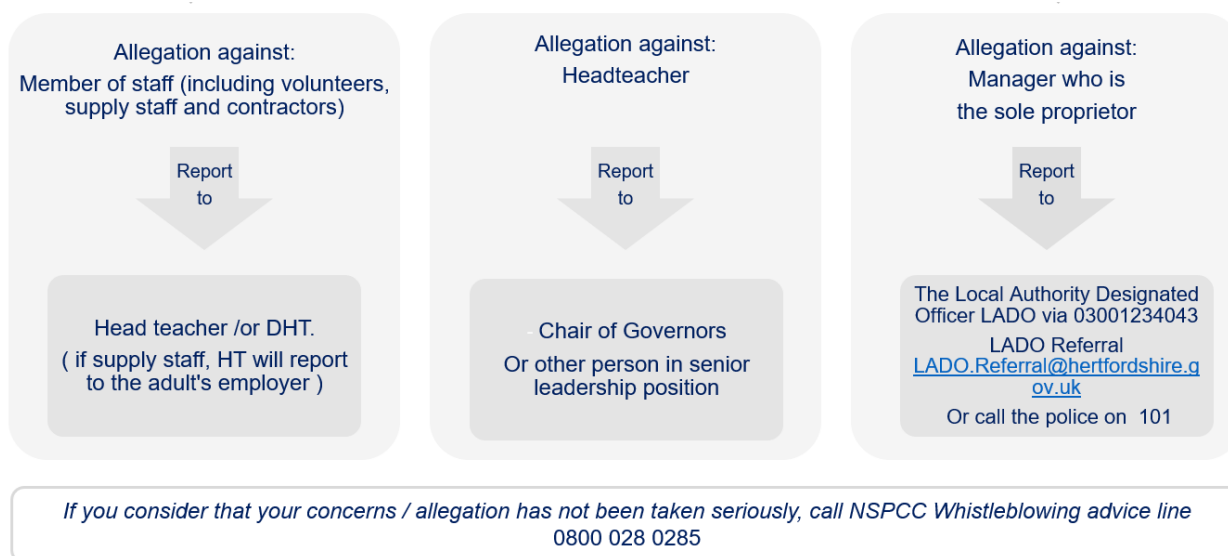 Allegation against:
Member of staff (including volunteers,
supply staff and contractors)
Report
to
Head teacher /or DHT.
( if supply staff, HT will report
to the adult's employer )
Allegation against:
Headteacher
Report
to
- Chair of Governors
Or other person in senior
leadership position
Allegation against:
Manager who is
the sole proprietor
Report
to
The Local Authority Designated
Officer LADO via 03001234043
LADO Referral
LADO.Referral@hertfordshire.g
ov.uk
Or call the police on 101
If you consider that your concerns / allegation has not been taken seriously, call NSPCC Whistleblowing advice line
0800 028 0285